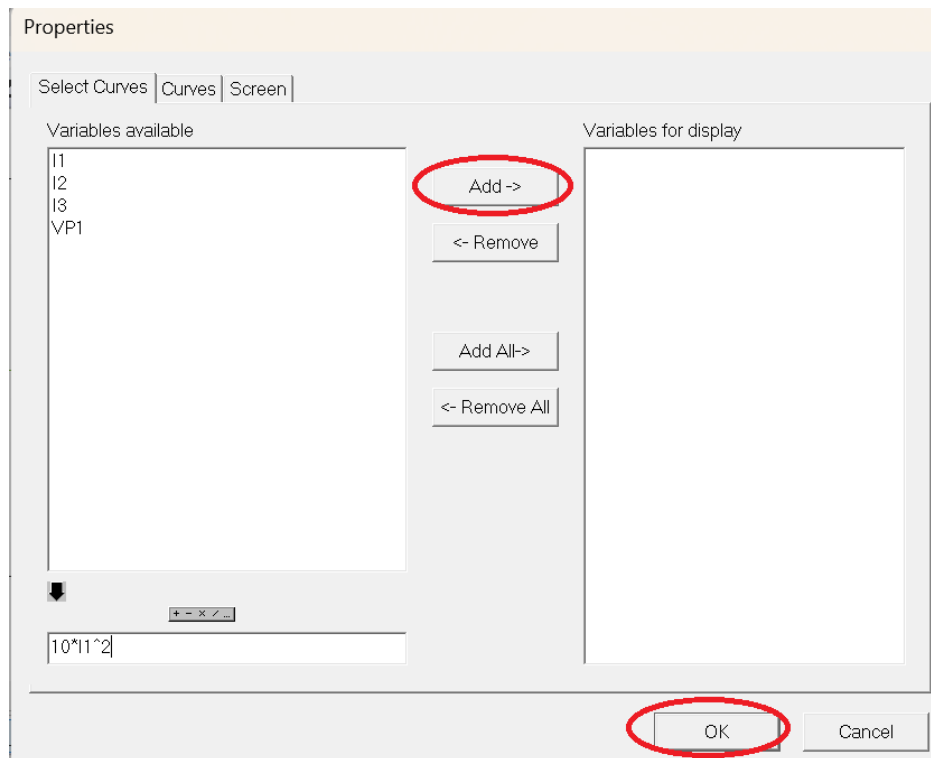 Properties
Select Curves Curves Screen
Variables available
Variables for display
I1
I2
I3
VP1
Add ->
<- Remove
Add All->
<- Remove All
+ - × / ...
10*I1^2
OK
Cancel